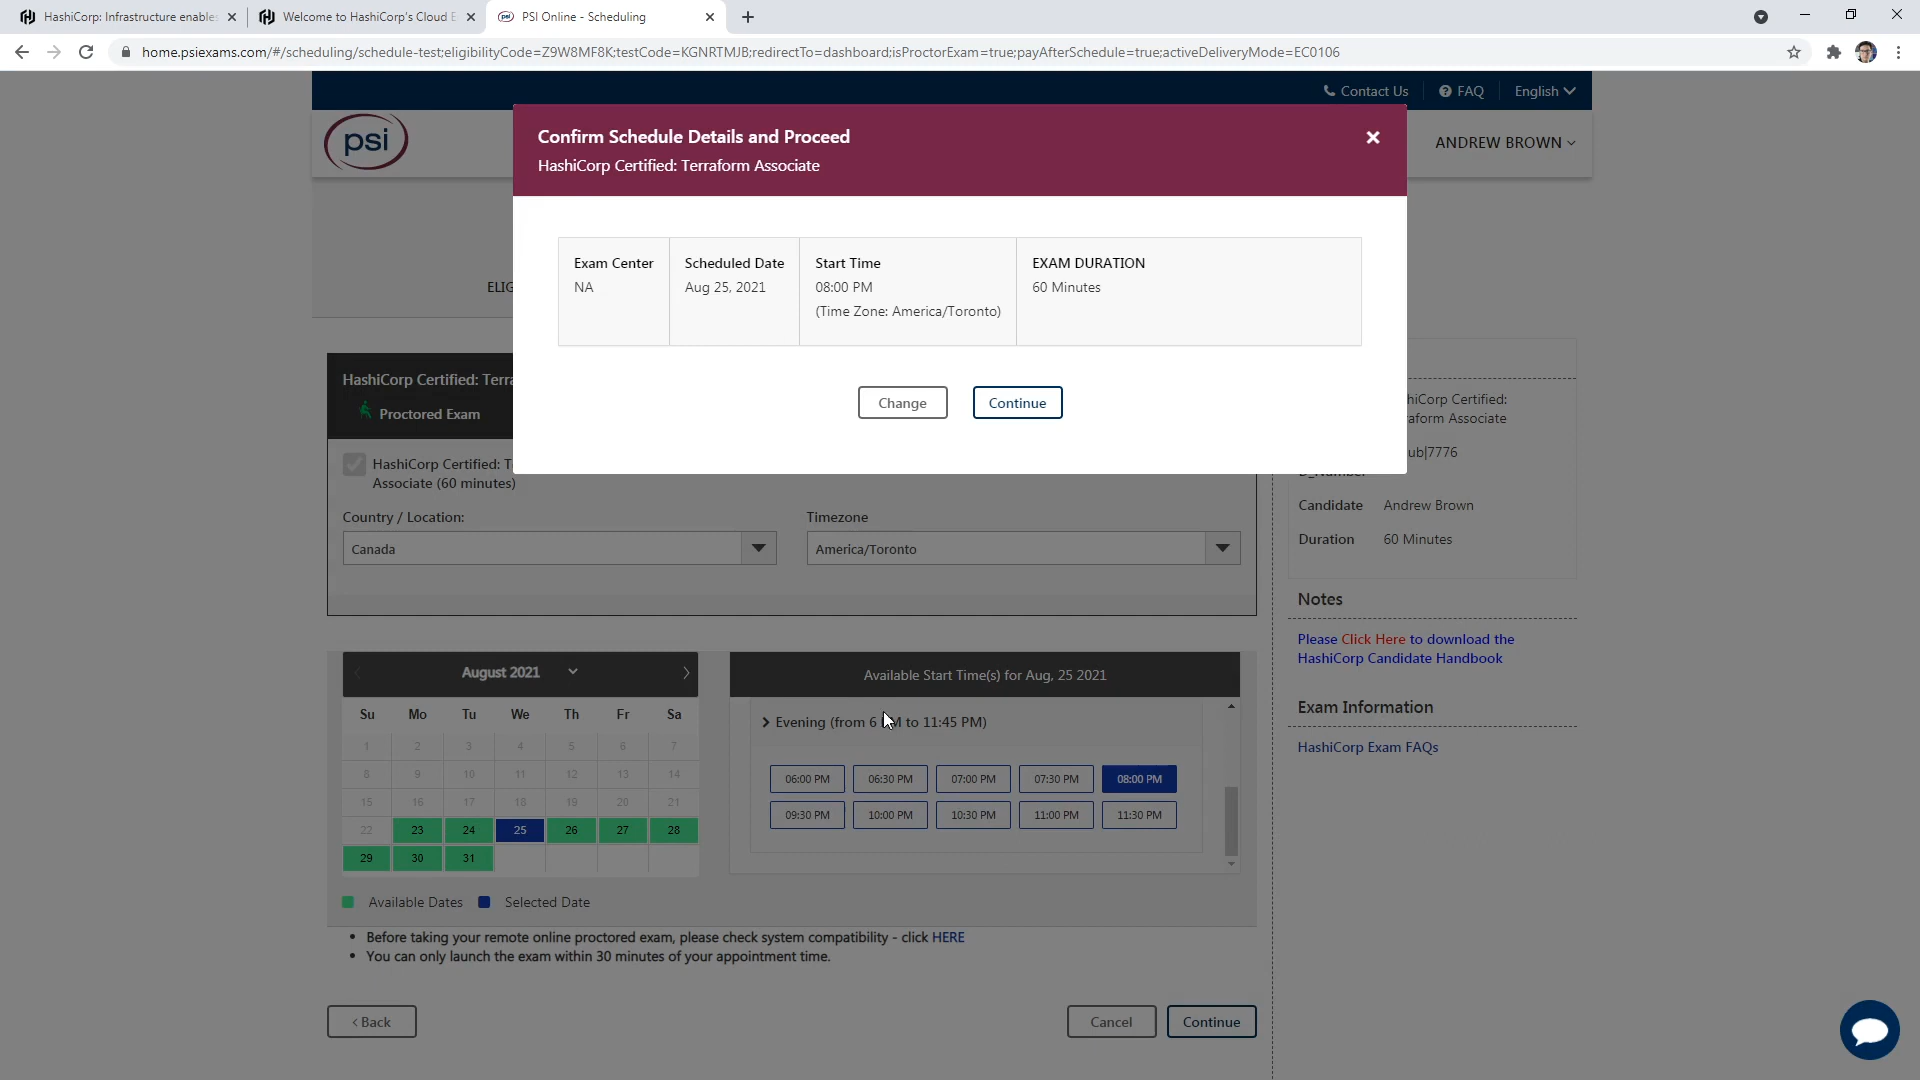 HashiCorp: Infrastructure enables
Welcome to HashiCorp's Cloud E
PSI Online - Scheduling
home.psiexams.com/#/scheduling/schedule-test;eligibilityCode=Z9W8MF8K;testCode=KGNRTMJB;redirectTo=dashboard;isProctorExam=true;payAfterSchedule=true;activeDeliveryMode=EC0106
Contact Us
FAQ
English
psi
ANDREW BROWN
Confirm Schedule Details and Proceed
HashiCorp Certified: Terraform Associate
Exam Center
NA
Scheduled Date
Aug 25, 2021
Start Time
08:00 PM
(Time Zone: America/Toronto)
EXAM DURATION
60 Minutes
Change
Continue
ELIG
HashiCorp Certified: Terra
Proctored Exam
HashiCorp Certified: T
Associate (60 minutes)
Country / Location:
Canada
Timezone
America/Toronto
August 2021
Su Mo Tu We Th Fr Sa
1 2 3 4 5 6 7
8 9 10 11 12 13 14
15 16 17 18 19 20 21
22 23 24 25 26 27 28
29 30 31
Available Dates
Selected Date
Available Start Time(s) for Aug, 25 2021
Evening (from 6 PM to 11:45 PM)
06:00 PM 06:30 PM 07:00 PM 07:30 PM 08:00 PM
09:30 PM 10:00 PM 10:30 PM 11:00 PM 11:30 PM
• Before taking your remote online proctored exam, please check system compatibility - click HERE
• You can only launch the exam within 30 minutes of your appointment time.
< Back
Cancel
Continue
hiCorp Certified:
aform Associate
ub|7776
Candidate Andrew Brown
Duration 60 Minutes
Notes
Please Click Here to download the
HashiCorp Candidate Handbook
Exam Information
HashiCorp Exam FAQs